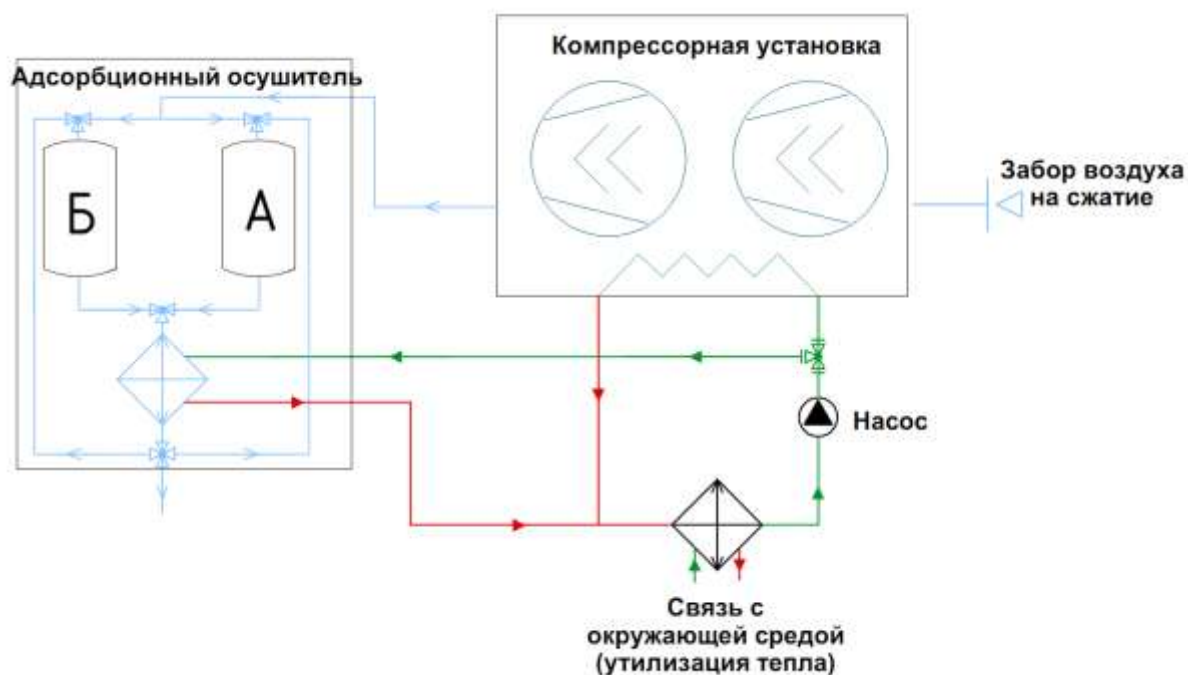 Компрессорная установка
Адсорбционный осушитель
Б
А
Забор воздуха
на сжатие
Насос
Связь с
окружающей средой
(утилизация тепла)